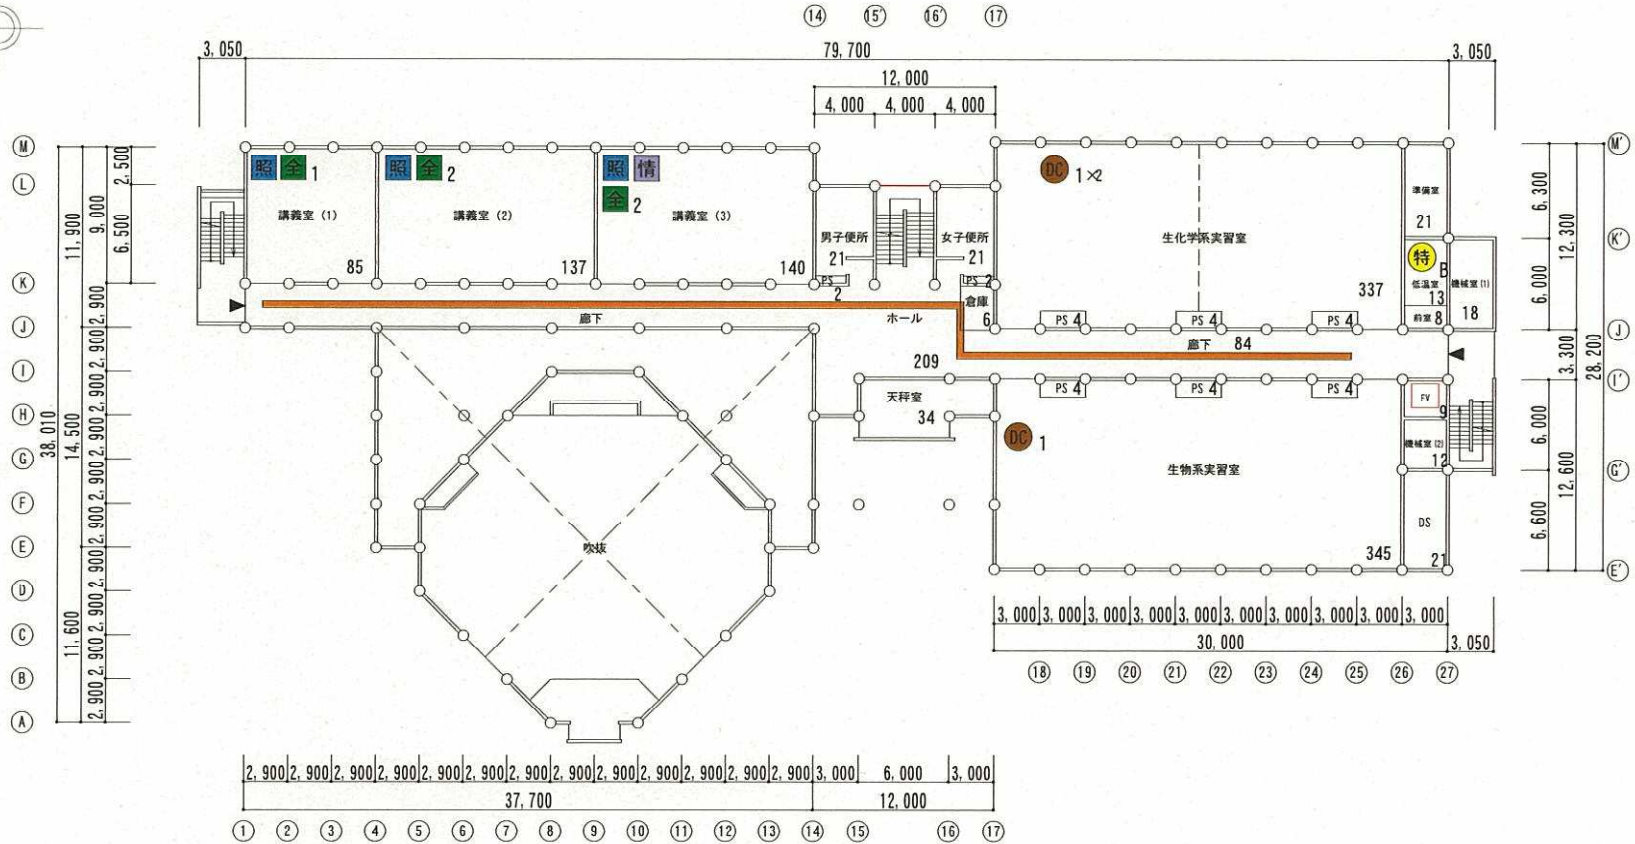 14 15' 16' 17
3,050 79,700 3,050
12,000
4,000 4,000 4,000
M M'
L
K K'
J J
I I'
H
G G'
F
E E'
D
C
B
A
38,010
11,900 14,500 11,600
9,000
2,500 6,500
2,900 2,900 2,900 2,900 2,900 2,900 2,900 2,900 2,900 2,900
照 全 1
講義室(1)
85
照 全 2
講義室(2)
137
照 情
全 2
講義室(3)
140
男子便所
21
PS
2
女子便所
21
PS 2
倉庫
6
DC 1×2
生化学系実習室
337
PS 4 PS 4 PS 4
準備室
21
特 B
低温室
13
前室 8
機械室(1)
18
廊下
ホール
209
廊下 84
PS 4 PS 4 PS 4
天秤室
34
DC 1
生物系実習室
345
FV
9
機械室(2)
12
DS
21
吹抜
6,300 6,000 3,300 6,000 6,600
12,300 12,600
28,200
3,000 3,000 3,000 3,000 3,000 3,000 3,000 3,000 3,000 3,000
30,000 3,050
18 19 20 21 22 23 24 25 26 27
2,900 2,900 2,900 2,900 2,900 2,900 2,900 2,900 2,900 2,900 2,900 2,900 2,900 3,000 6,000 3,000
37,700 12,000
1 2 3 4 5 6 7 8 9 10 11 12 13 14 15 16 17